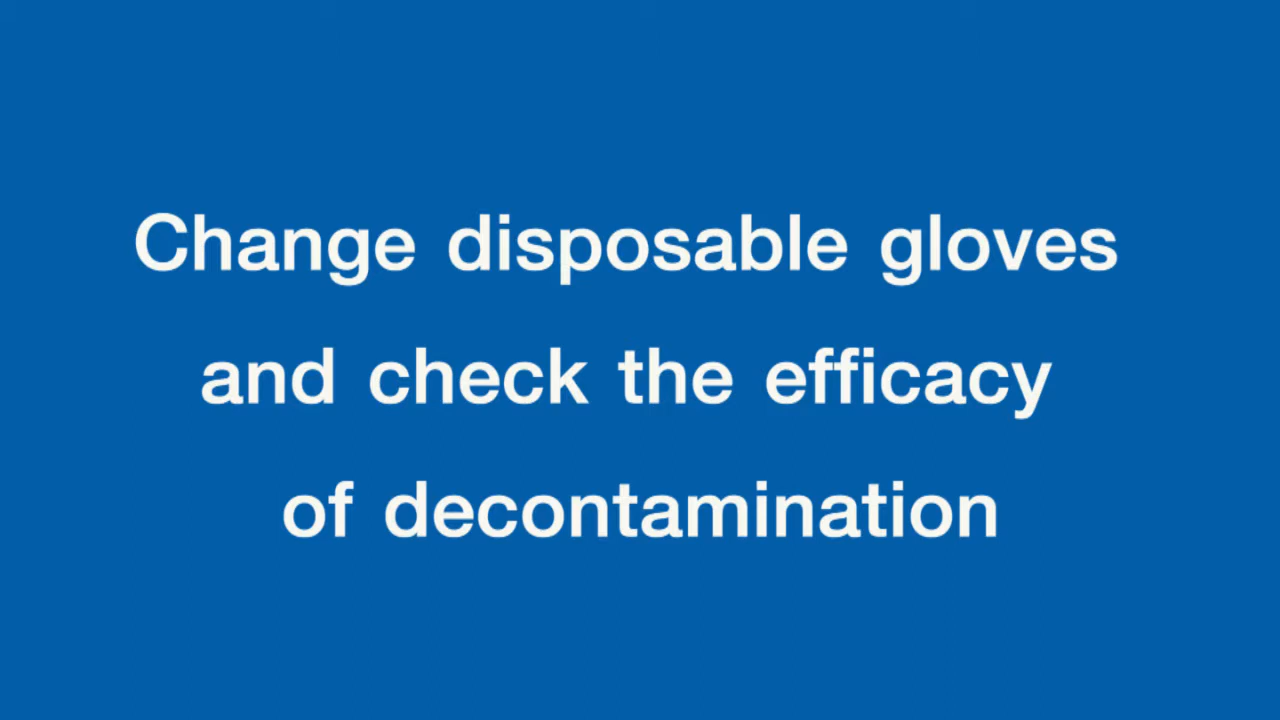 Change disposable gloves
and check the efficacy
of decontamination